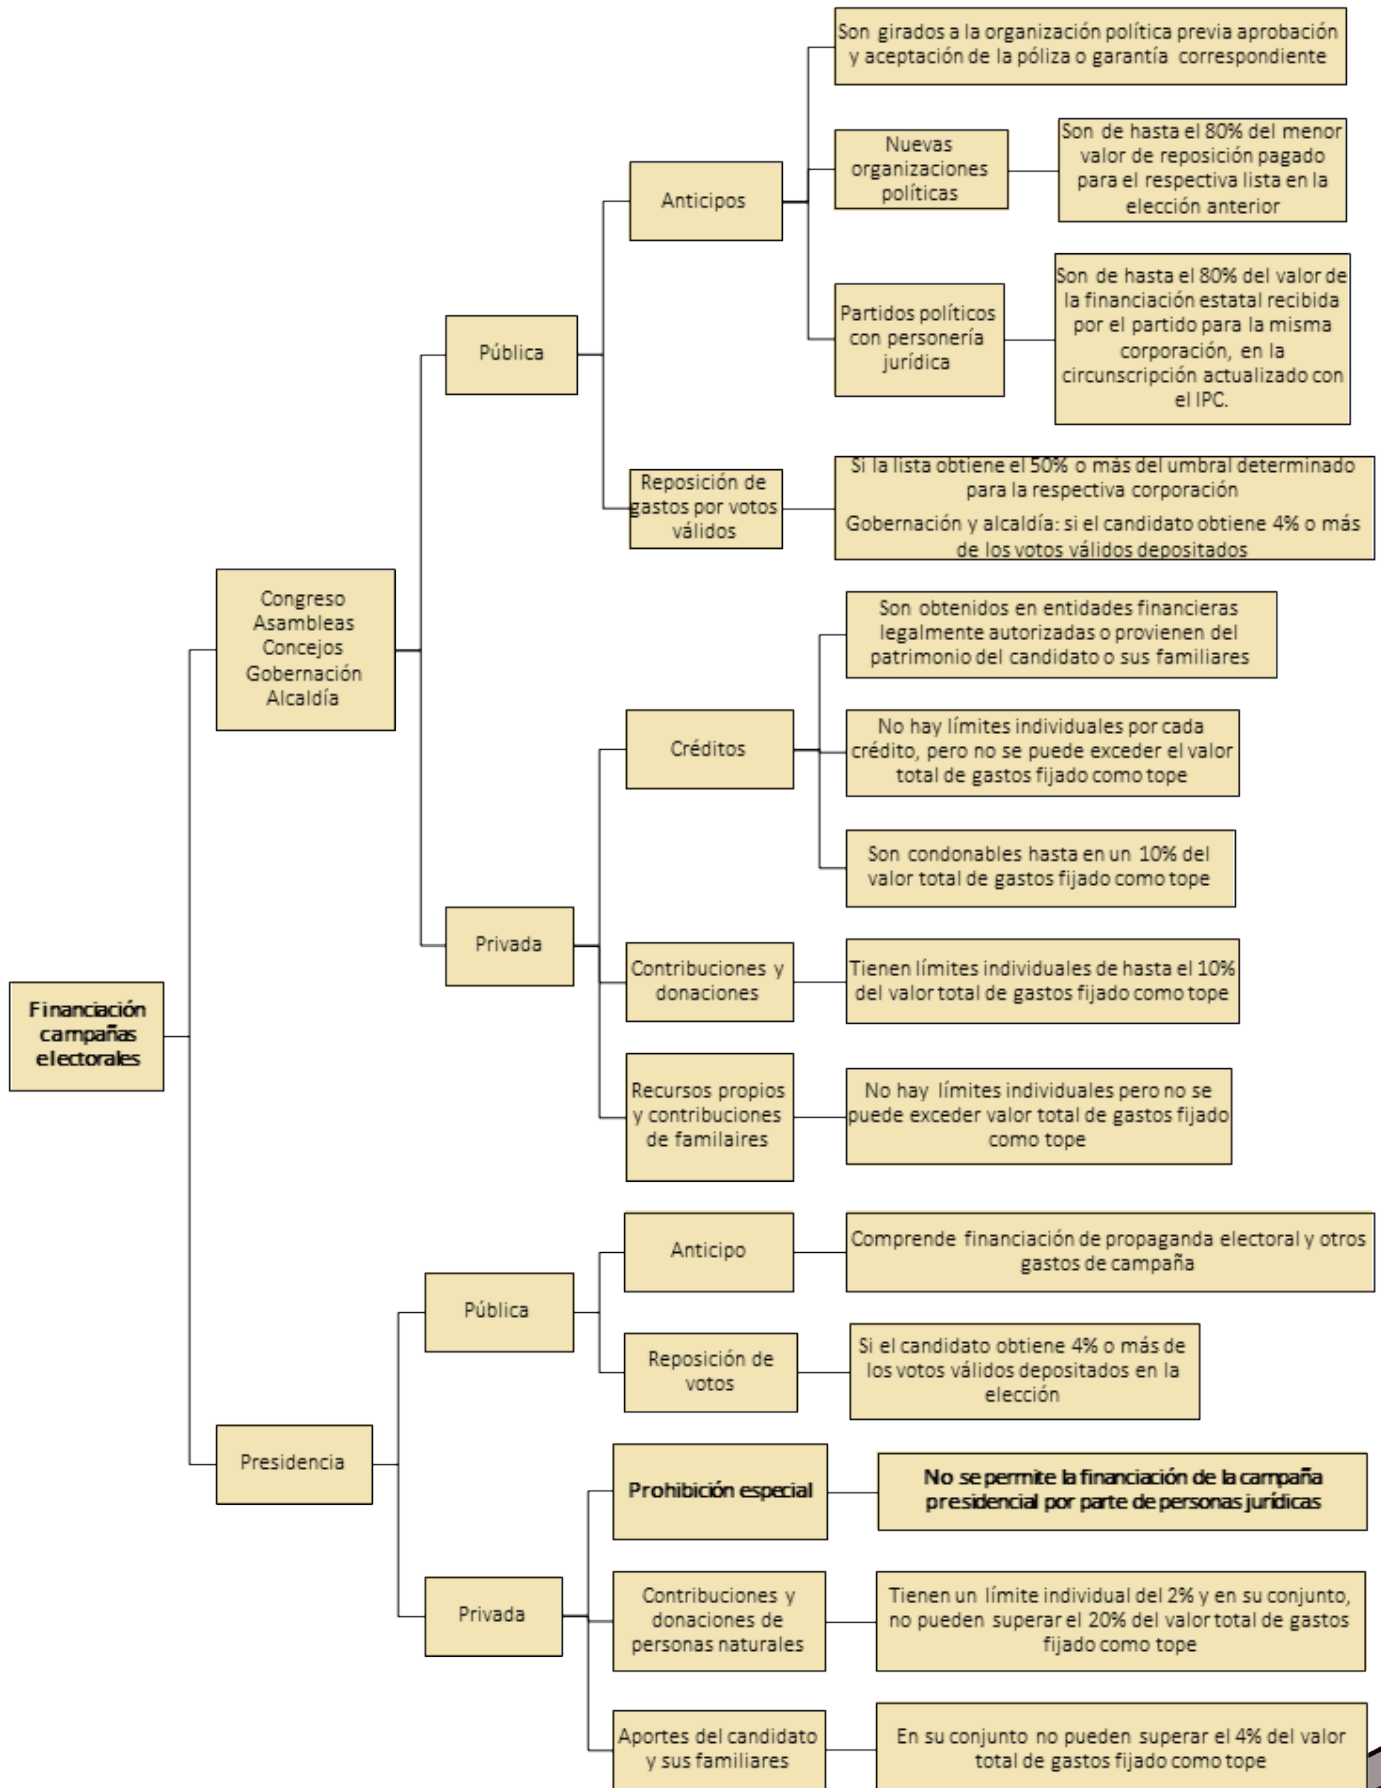 Financiación
campañas
electorales
Congreso
Asambleas
Concejos
Gobernación
Alcaldía
Pública
Anticipos
Son girados a la organización política previa aprobación
y aceptación de la póliza o garantía correspondiente
Nuevas
organizaciones
políticas
Son de hasta el 80% del menor
valor de reposición pagado
para el respectiva lista en la
elección anterior
Partidos políticos
con personería
jurídica
Son de hasta el 80% del valor de
la financiación estatal recibida
por el partido para la misma
corporación, en la
circunscripción actualizado con
el IPC.
Reposición de
gastos por votos
válidos
Si la lista obtiene el 50% o más del umbral determinado
para la respectiva corporación
Gobernación y alcaldía: si el candidato obtiene 4% o más
de los votos válidos depositados
Privada
Créditos
Son obtenidos en entidades financieras
legalmente autorizadas o provienen del
patrimonio del candidato o sus familiares
No hay límites individuales por cada
crédito, pero no se puede exceder el valor
total de gastos fijado como tope
Son condonables hasta en un 10% del
valor total de gastos fijado como tope
Contribuciones y
donaciones
Tienen límites individuales de hasta el 10%
del valor total de gastos fijado como tope
Recursos propios
y contribuciones
de familaires
No hay límites individuales pero no se
puede exceder valor total de gastos fijado
como tope
Presidencia
Pública
Anticipo
Comprende financiación de propaganda electoral y otros
gastos de campaña
Reposición de
votos
Si el candidato obtiene 4% o más de
los votos válidos depositados en la
elección
Privada
Prohibición especial
No se permite la financiación de la campaña
presidencial por parte de personas jurídicas
Contribuciones y
donaciones de
personas naturales
Tienen un límite individual del 2% y en su conjunto,
no pueden superar el 20% del valor total de gastos
fijado como tope
Aportes del candidato
y sus familiares
En su conjunto no pueden superar el 4% del valor
total de gastos fijado como tope